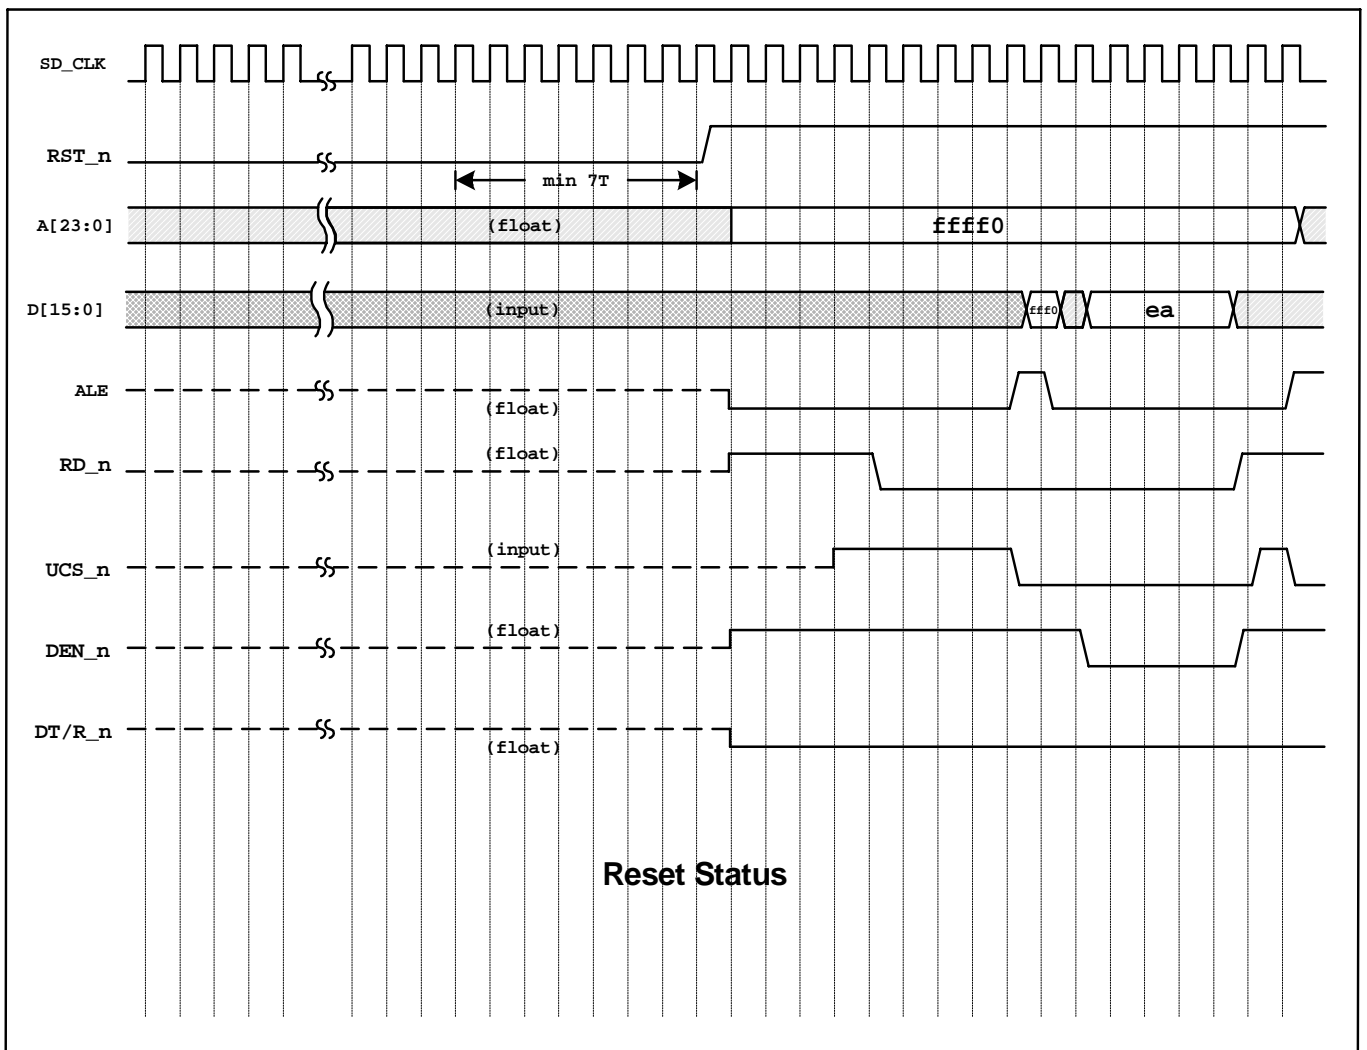 SD_CLK
RST_n
min 7T
A[23:0] (float) ffff0
D[15:0] (input) fff0 ea
ALE (float)
RD_n (float)
UCS_n (input)
DEN_n (float)
DT/R_n (float)
Reset Status